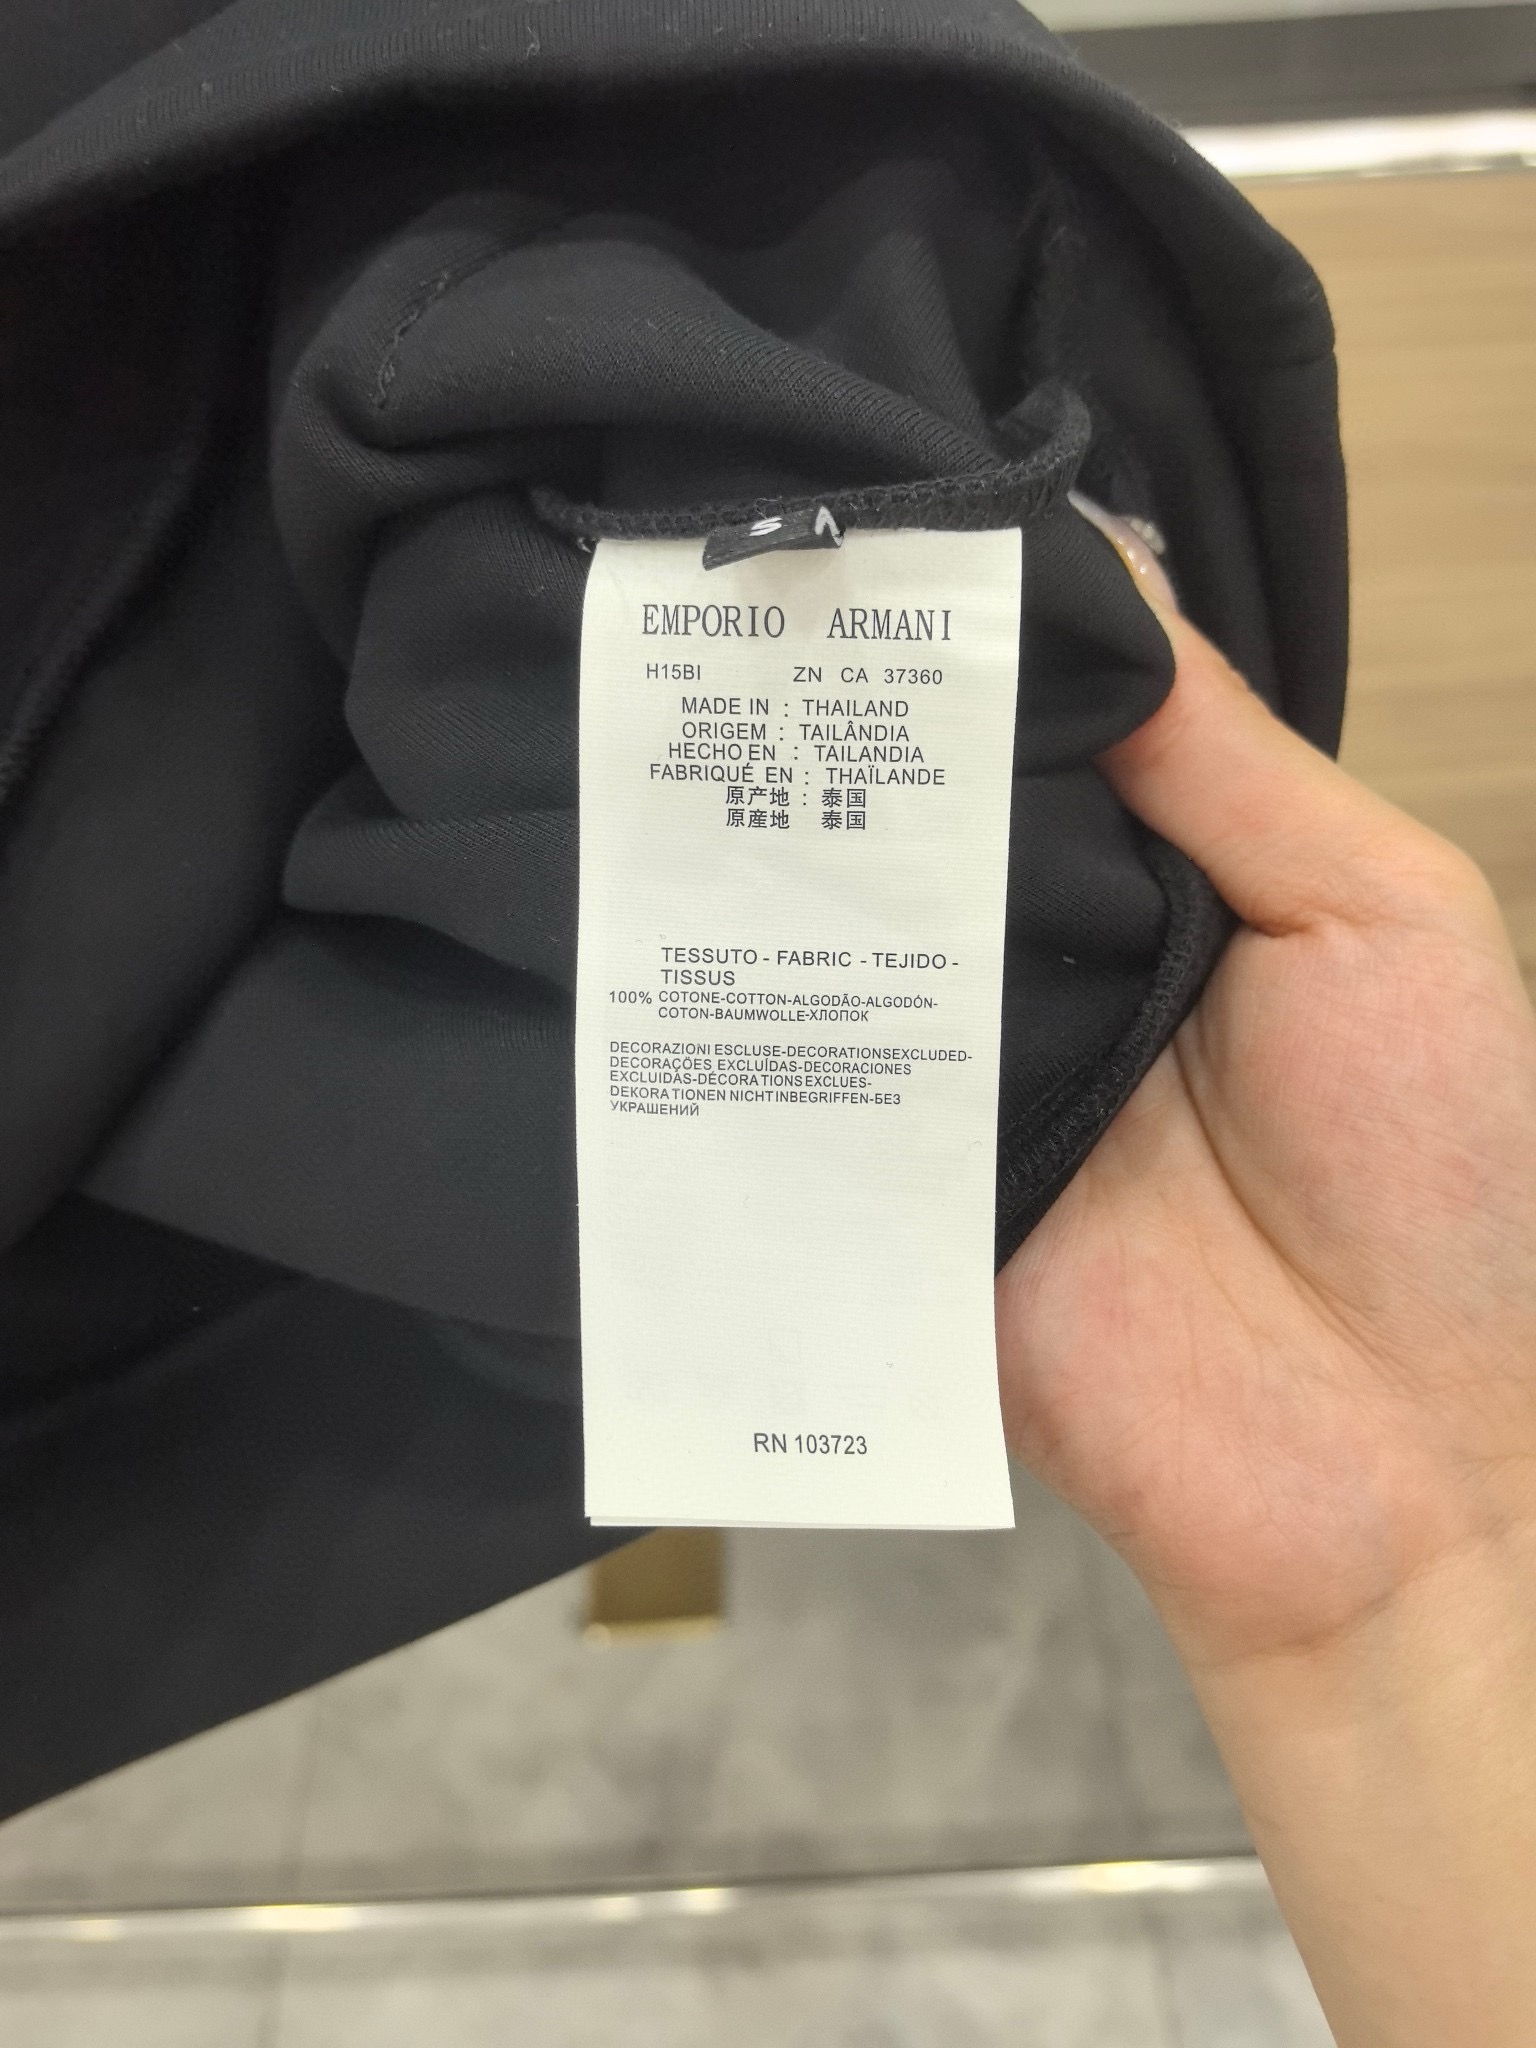 S
EMPORIO ARMANI
H15BI ZN CA 37360
MADE IN : THAILAND
ORIGEM : TAILÂNDIA
HECHO EN : TAILANDIA
FABRIQUÉ EN : THAÏLANDE
原产地 : 泰国
原産地 泰国
TESSUTO - FABRIC - TEJIDO -
TISSUS
100% COTONE-COTTON-ALGODÃO-ALGODÓN-
COTON-BAUMWOLLE-ХЛОПОК
DECORAZIONI ESCLUSE-DECORATIONSEXCLUDED-
DECORAÇÕES EXCLUÍDAS-DECORACIONES
EXCLUIDAS-DÉCORATIONS EXCLUES-
DEKORATIONEN NICHTINBEGRIFFEN-БЕЗ
УКРАШЕНИЙ
RN 103723